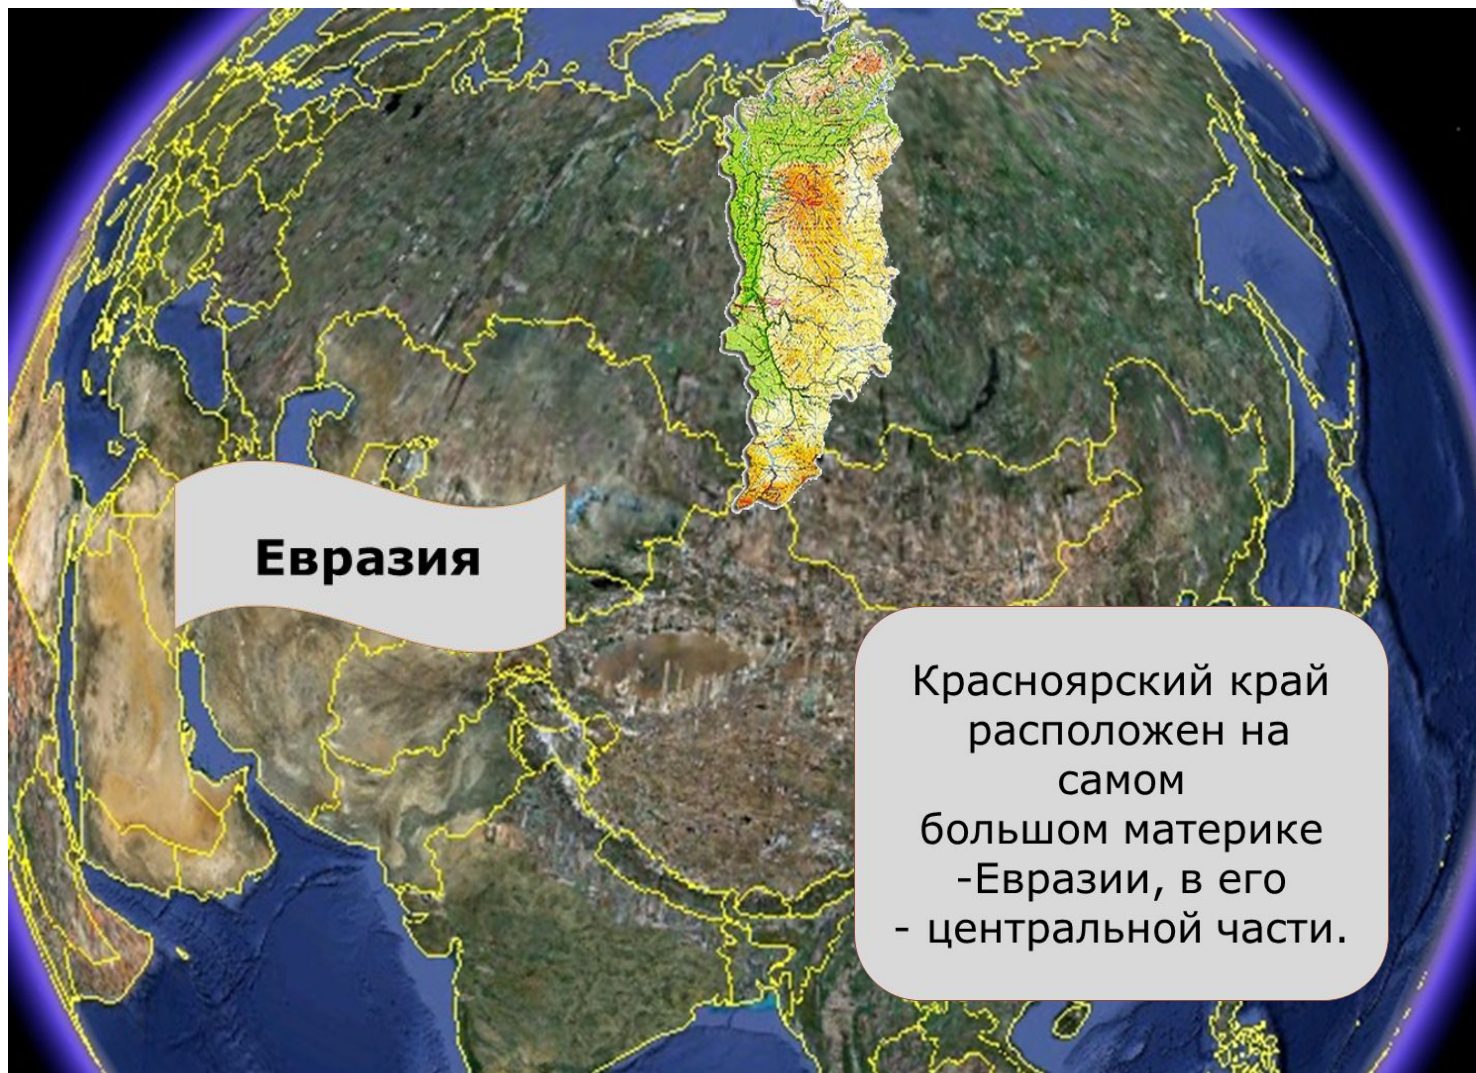 Евразия
Красноярский край
расположен на
самом
большом материке
-Евразии, в его
- центральной части.